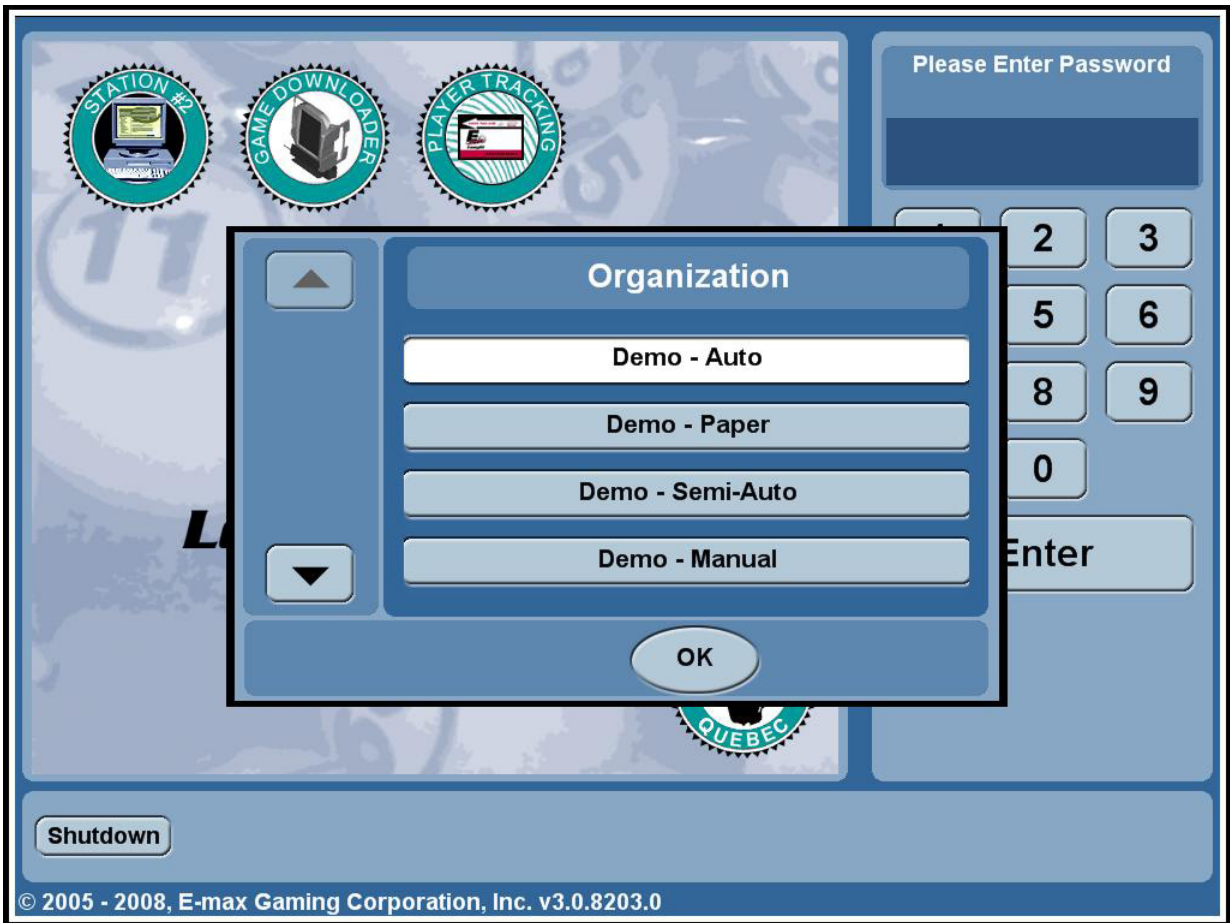 STATION #2
GAME DOWNLOADER
PLAYER TRACKING
Please Enter Password
11
2
3
5
6
8
9
0
Enter
Organization
Demo - Auto
Demo - Paper
Demo - Semi-Auto
Demo - Manual
OK
QUEBEC
Shutdown
© 2005 - 2008, E-max Gaming Corporation, Inc. v3.0.8203.0